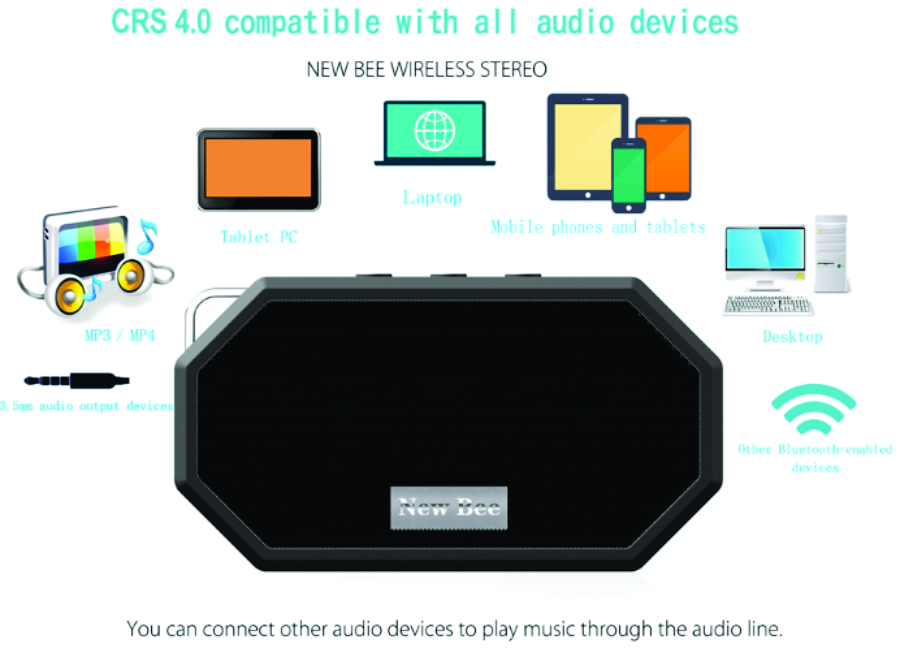 CRS 4.0 compatible with all audio devices
NEW BEE WIRELESS STEREO
Laptop
Tablet PC
Mobile phones and tablets
MP3 / MP4
Desktop
3.5mm audio output devices
Other Bluetooth-enabled
devices
New Bee
You can connect other audio devices to play music through the audio line.